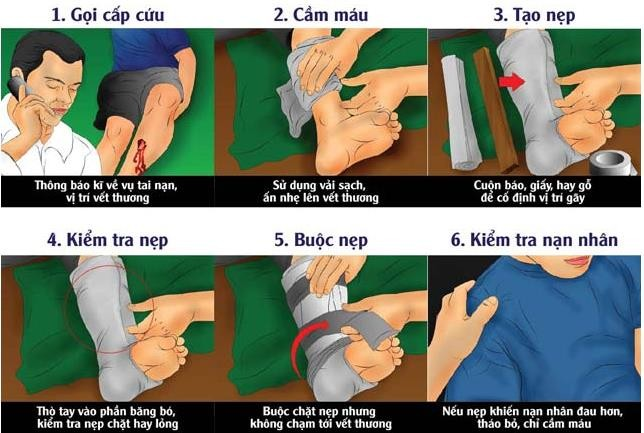 1. Gọi cấp cứu
2. Cầm máu
3. Tạo nẹp
Thông báo kĩ về vụ tai nạn,
vị trí vết thương
Sử dụng vải sạch,
ấn nhẹ lên vết thương
Cuộn báo, giấy, hay gỗ
để cố định vị trí gãy
4. Kiểm tra nẹp
5. Buộc nẹp
6. Kiểm tra nạn nhân
Thò tay vào phần băng bó,
kiểm tra nẹp chặt hay lỏng
Buộc chặt nẹp nhưng
không chạm tới vết thương
Nếu nẹp khiến nạn nhân đau hơn,
tháo bỏ, chỉ cầm máu